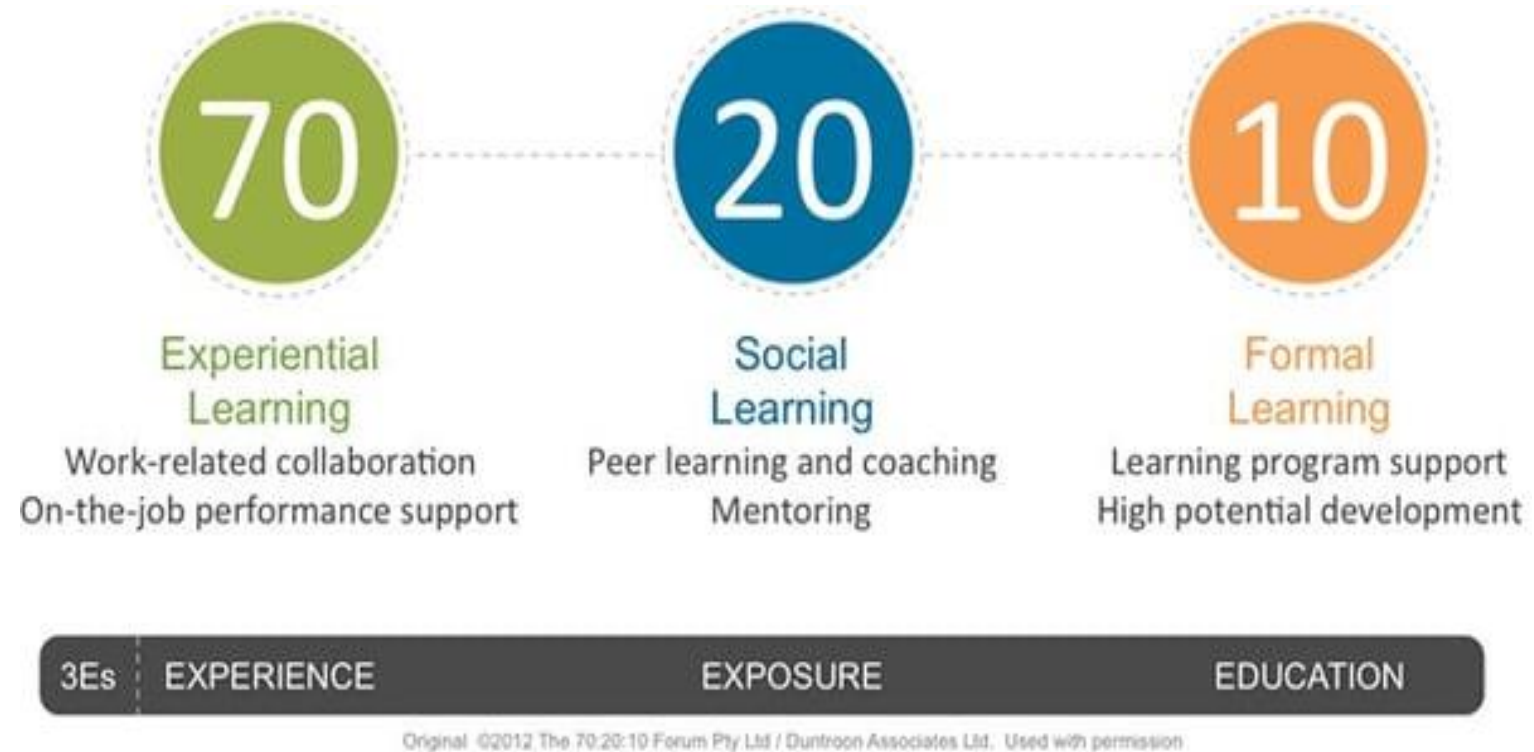 70
20
10
Experiential
Learning
Work-related collaboration
On-the-job performance support
Social
Learning
Peer learning and coaching
Mentoring
Formal
Learning
Learning program support
High potential development
3Es EXPERIENCE EXPOSURE EDUCATION
Original ©2012 The 70:20:10 Forum Pty Ltd / Duntroon Associates Ltd. Used with permission